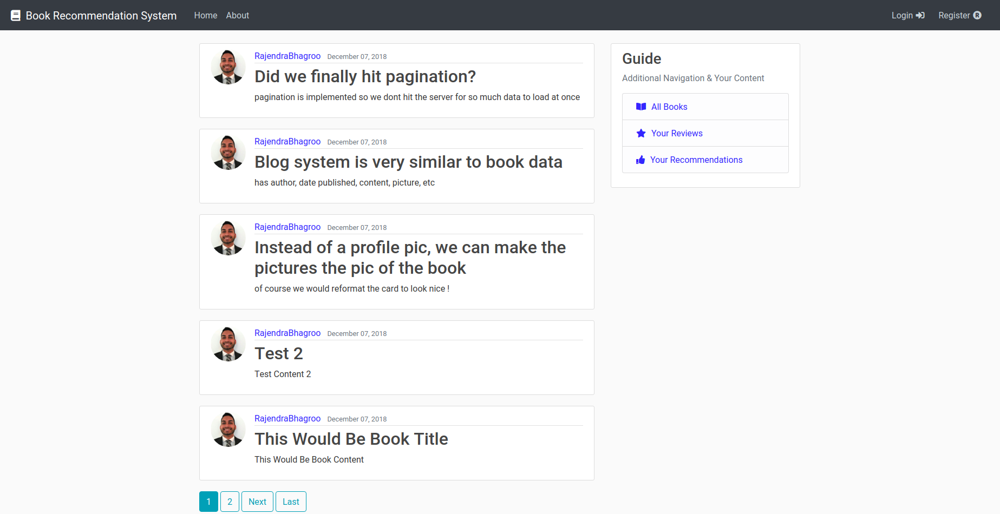 Book Recommendation System Home About Login Register R
RajendraBhagroo December 07, 2018
Did we finally hit pagination?
pagination is implemented so we dont hit the server for so much data to load at once
RajendraBhagroo December 07, 2018
Blog system is very similar to book data
has author, date published, content, picture, etc
RajendraBhagroo December 07, 2018
Instead of a profile pic, we can make the
pictures the pic of the book
of course we would reformat the card to look nice !
RajendraBhagroo December 07, 2018
Test 2
Test Content 2
RajendraBhagroo December 07, 2018
This Would Be Book Title
This Would Be Book Content
1 2 Next Last
Guide
Additional Navigation & Your Content
All Books
Your Reviews
Your Recommendations